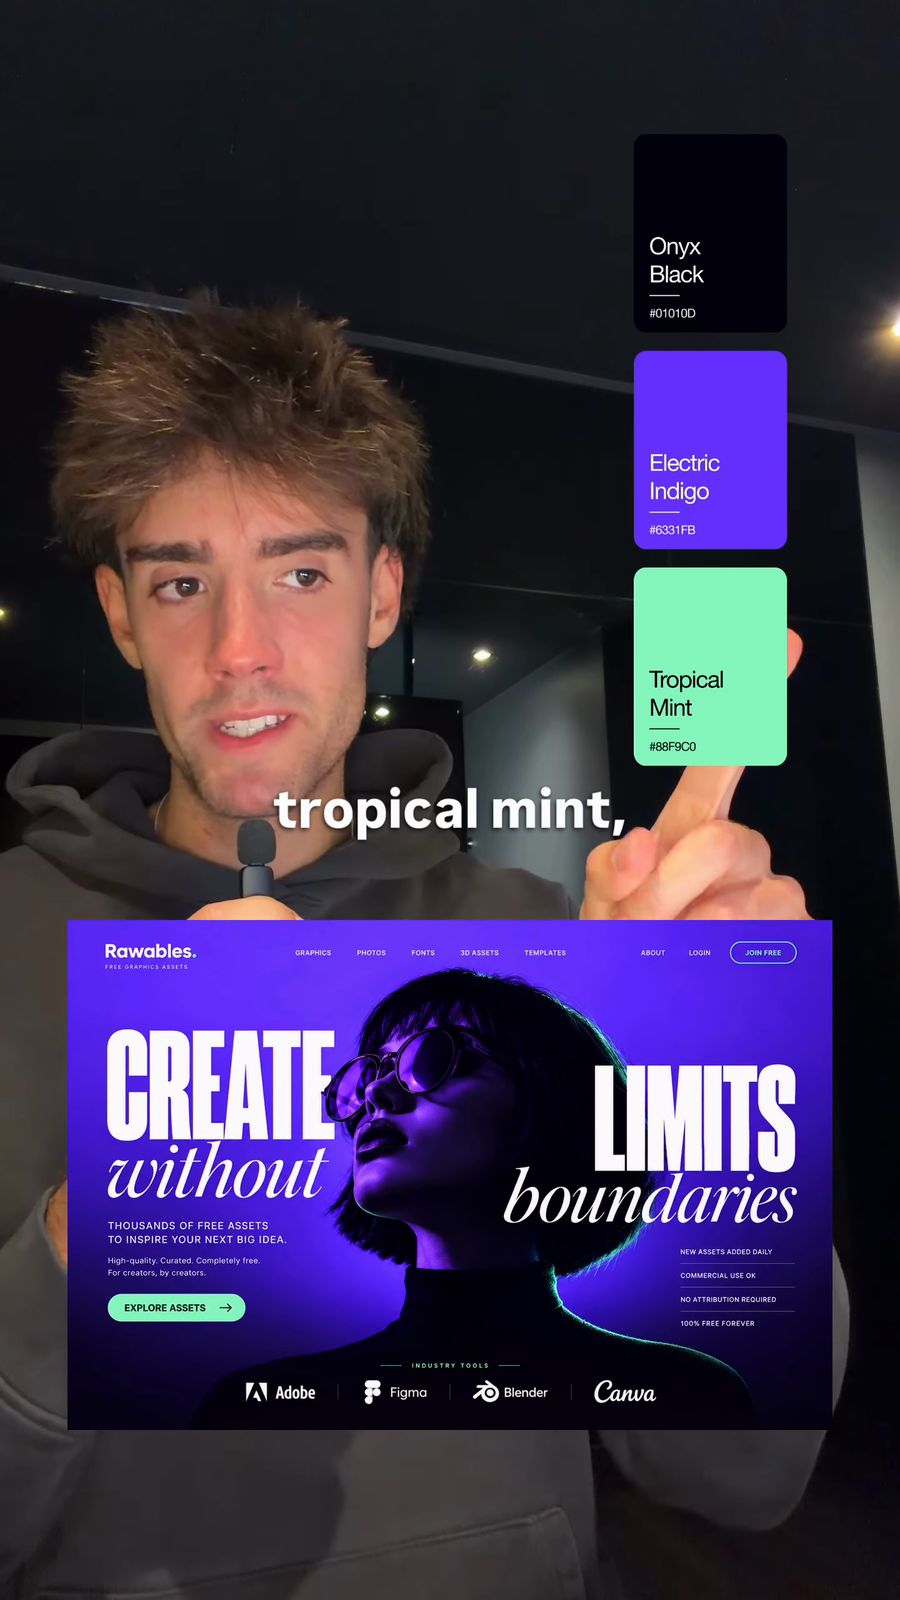 Onyx
Black
#01010D
Electric
Indigo
#6331FB
Tropical
Mint
#88F9C0
tropical mint,
Rawables.
FREE GRAPHICS ASSETS
GRAPHICS PHOTOS FONTS 3D ASSETS TEMPLATES ABOUT LOGIN JOIN FREE
CREATE
without
LIMITS
boundaries
THOUSANDS OF FREE ASSETS
TO INSPIRE YOUR NEXT BIG IDEA.
High-quality. Curated. Completely free.
For creators, by creators.
EXPLORE ASSETS
NEW ASSETS ADDED DAILY
COMMERCIAL USE OK
NO ATTRIBUTION REQUIRED
100% FREE FOREVER
INDUSTRY TOOLS
Adobe Figma Blender Canva